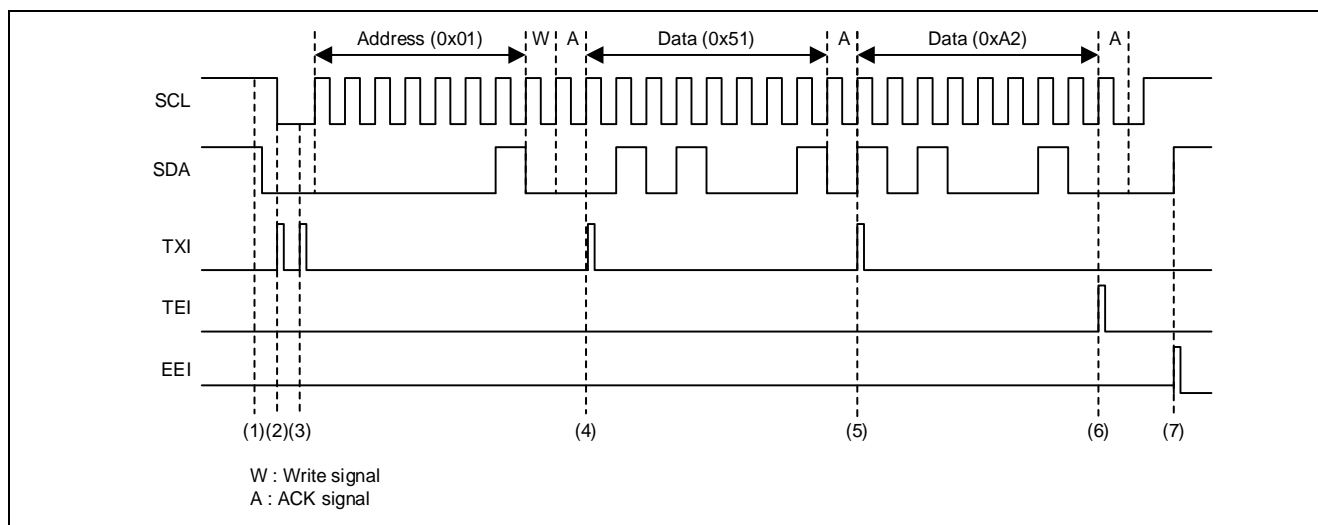 Address (0x01) W A Data (0x51) A Data (0xA2) A
SCL
SDA
TXI
TEI
EEI
(1)(2)(3) (4) (5) (6) (7)
W : Write signal
A : ACK signal